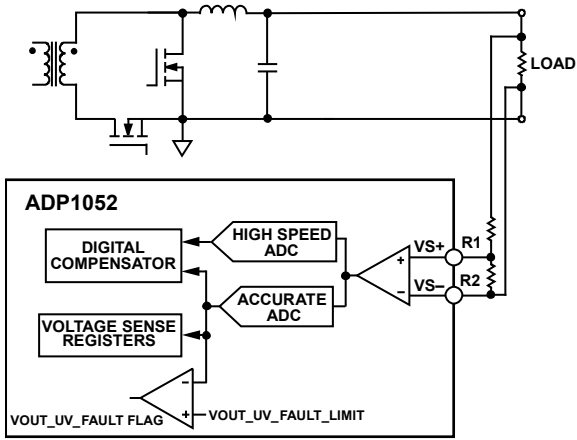 LOAD
ADP1052
DIGITAL
COMPENSATOR
HIGH SPEED
ADC
VS+
R1
VS–
R2
ACCURATE
ADC
VOLTAGE SENSE
REGISTERS
+
–
–
+
VOUT_UV_FAULT FLAG
VOUT_UV_FAULT_LIMIT